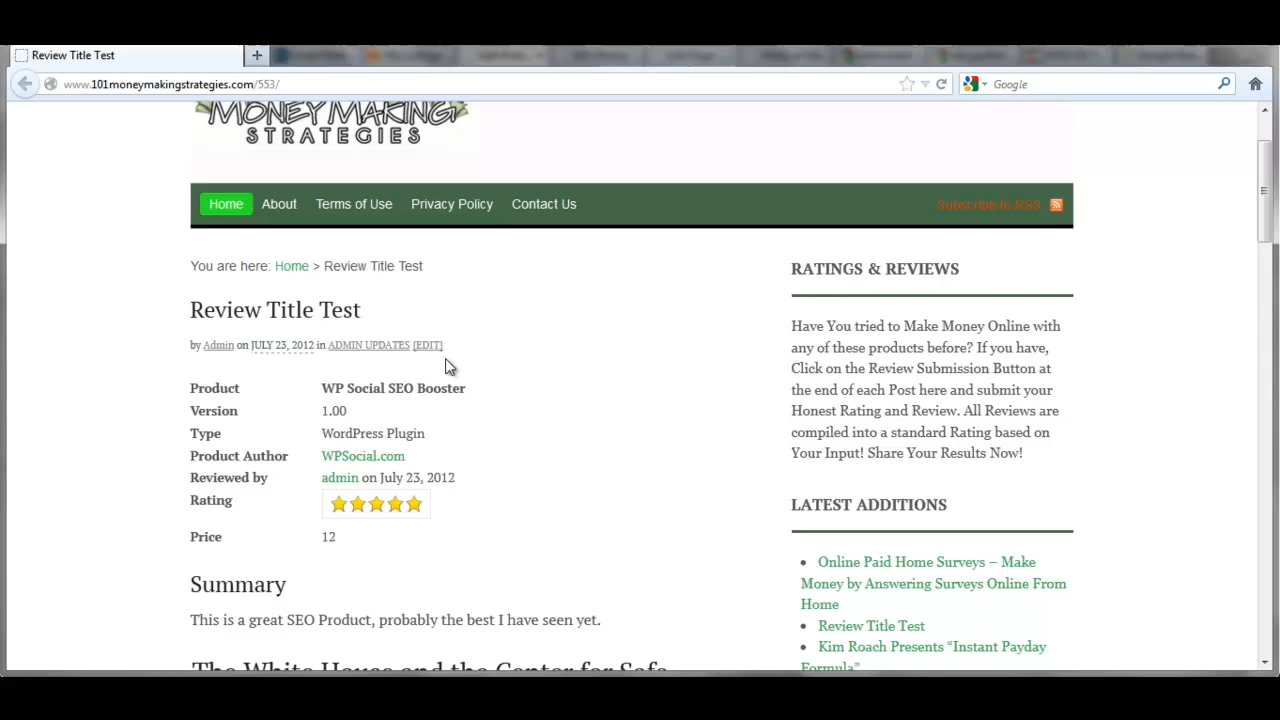 Review Title Test
www.101moneymakingstrategies.com/553/
Google
MONEY MAKING
STRATEGIES
Home
About
Terms of Use
Privacy Policy
Contact Us
Subscribe to RSS
You are here: Home > Review Title Test
Review Title Test
by Admin on JULY 23, 2012 in ADMIN UPDATES [EDIT]
Product WP Social SEO Booster
Version 1.00
Type WordPress Plugin
Product Author WPSocial.com
Reviewed by admin on July 23, 2012
Rating
Price 12
Summary
This is a great SEO Product, probably the best I have seen yet.
The White House and the Center for Safe
RATINGS & REVIEWS
Have You tried to Make Money Online with
any of these products before? If you have,
Click on the Review Submission Button at
the end of each Post here and submit your
Honest Rating and Review. All Reviews are
compiled into a standard Rating based on
Your Input! Share Your Results Now!
LATEST ADDITIONS
Online Paid Home Surveys – Make
Money by Answering Surveys Online From
Home
Review Title Test
Kim Roach Presents “Instant Payday
Formula”